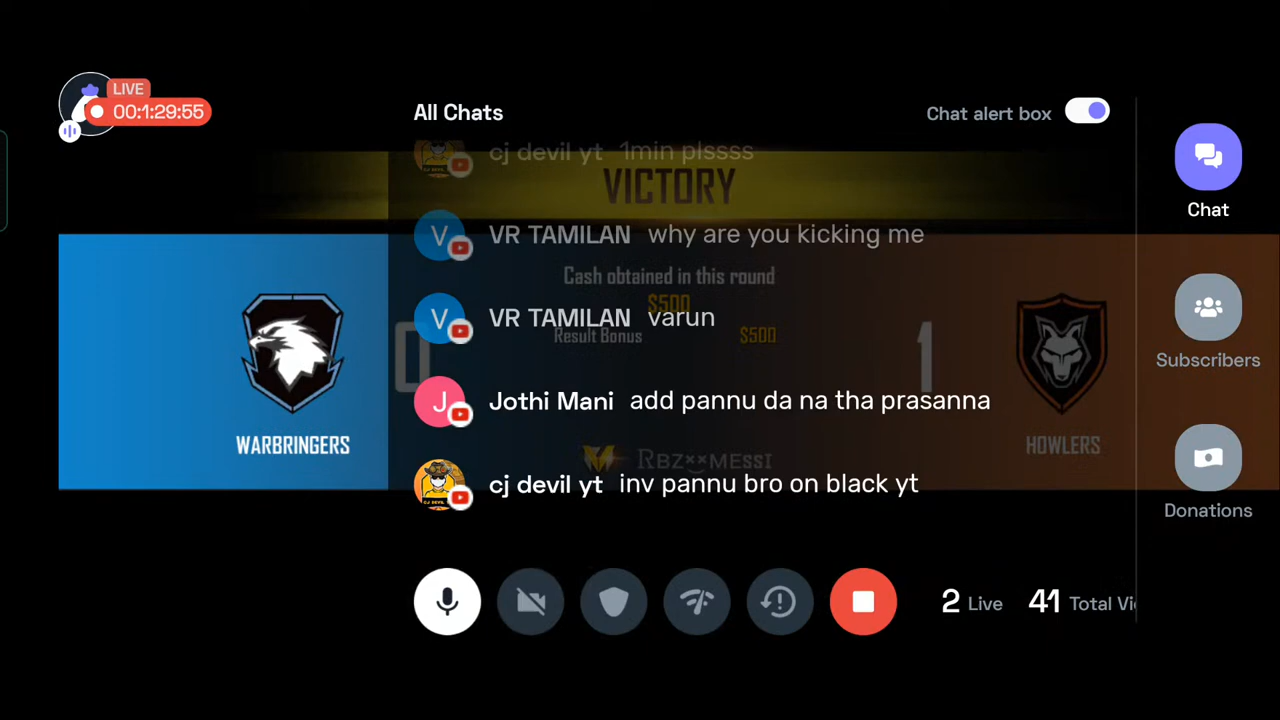 LIVE
00:1:29:55
All Chats
Chat alert box
cj devil yt 1min plssss
VICTORY
VR TAMILAN why are you kicking me
Cash obtained in this round
$500
VR TAMILAN varun
Result Bonus $500
0
1
Jothi Mani add pannu da na tha prasanna
WARBRINGERS
HOWLERS
RBZ××MESSI
cj devil yt inv pannu bro on black yt
2 Live 41 Total Vi
Chat
Subscribers
Donations
V
V
J